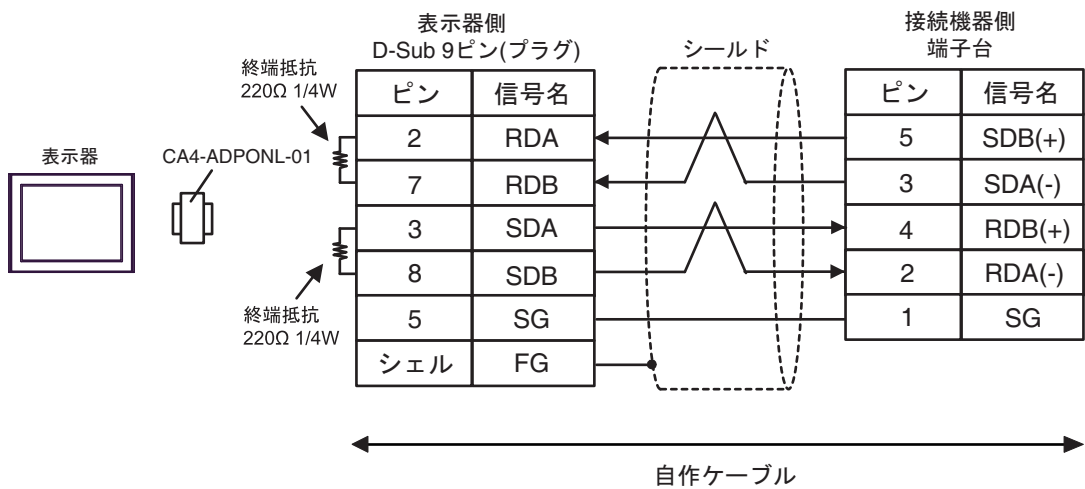 表示器側
D-Sub 9ピン(プラグ)
シールド
接続機器側
端子台
終端抵抗
220Ω 1/4W
表示器
CA4-ADPONL-01
ピン 信号名
2 RDA
7 RDB
3 SDA
8 SDB
5 SG
シェル FG
終端抵抗
220Ω 1/4W
ピン 信号名
5 SDB(+)
3 SDA(-)
4 RDB(+)
2 RDA(-)
1 SG
自作ケーブル